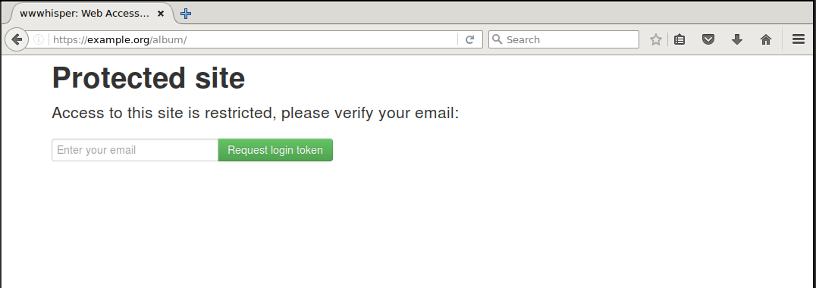 wwwhisper: Web Access...
https://example.org/album/
Search
Protected site
Access to this site is restricted, please verify your email:
Enter your email
Request login token